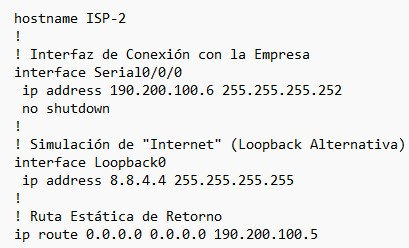 hostname ISP-2
!
! Interfaz de Conexión con la Empresa
interface Serial0/0/0
 ip address 190.200.100.6 255.255.255.252
 no shutdown
!
! Simulación de "Internet" (Loopback Alternativa)
interface Loopback0
 ip address 8.8.4.4 255.255.255.255
!
! Ruta Estática de Retorno
ip route 0.0.0.0 0.0.0.0 190.200.100.5